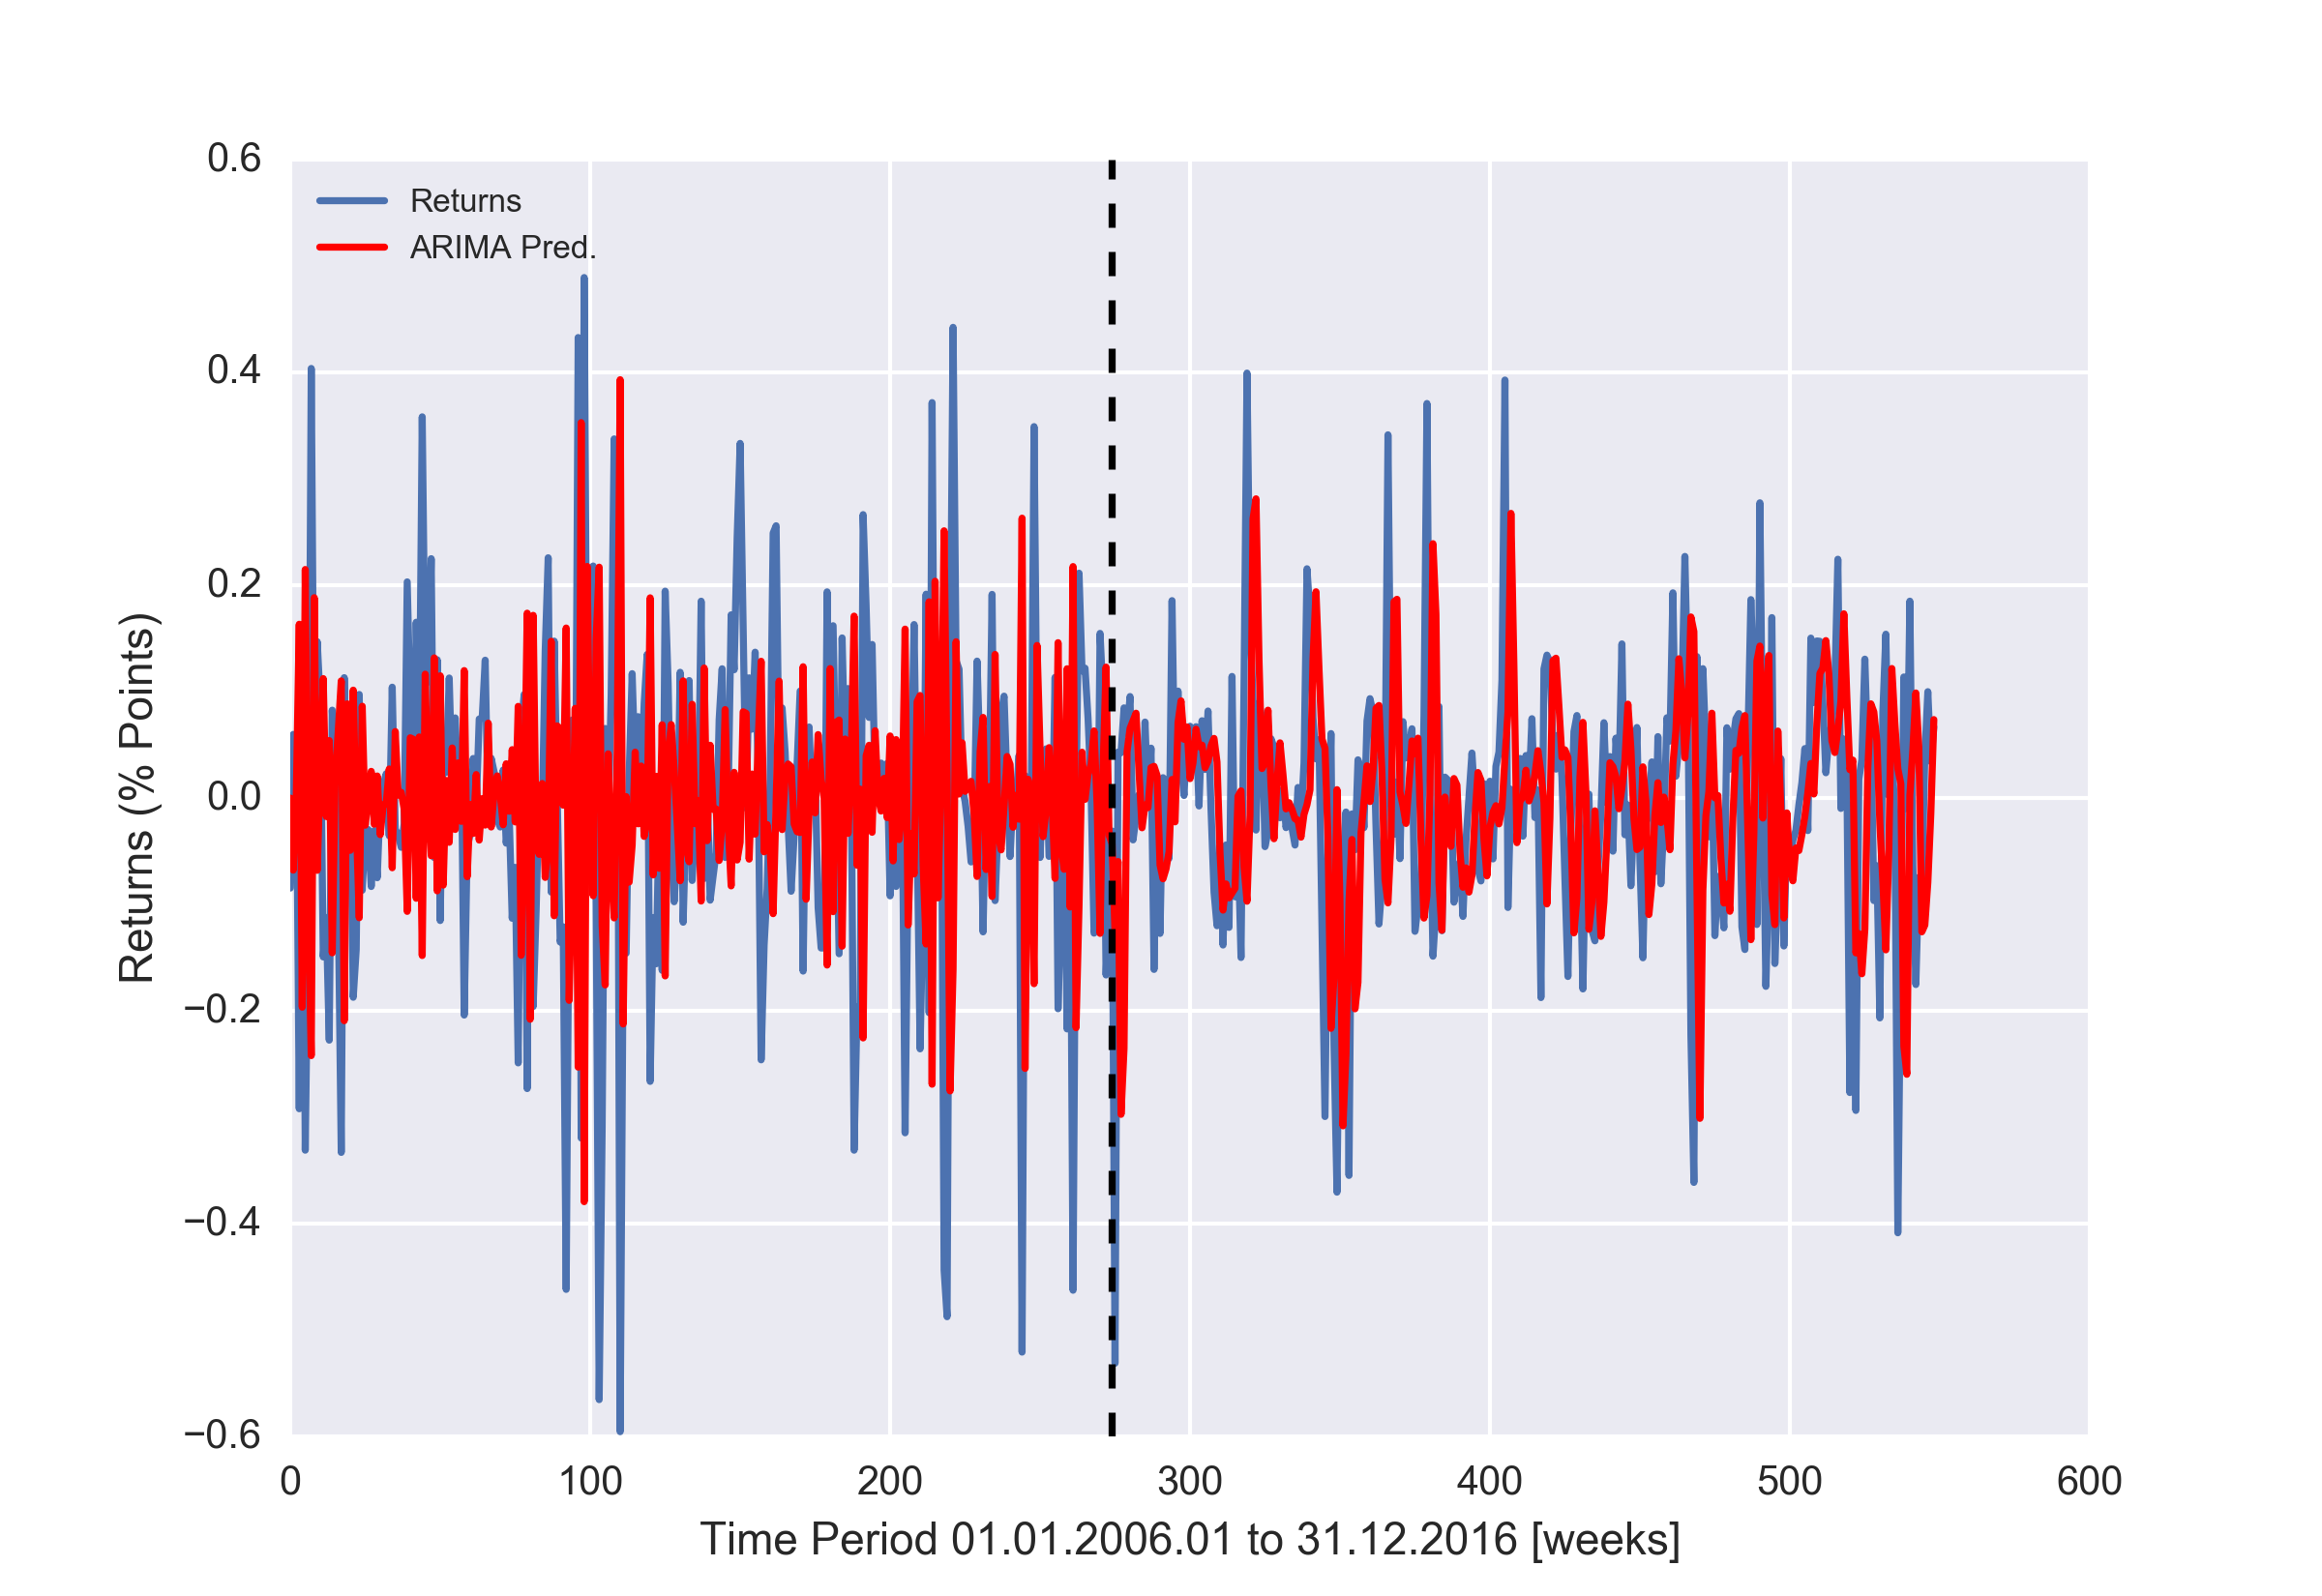 Returns
ARIMA Pred.
0.6
0.4
0.2
0.0
−0.2
−0.4
−0.6
Returns (% Points)
0 100 200 300 400 500 600
Time Period 01.01.2006.01 to 31.12.2016 [weeks]